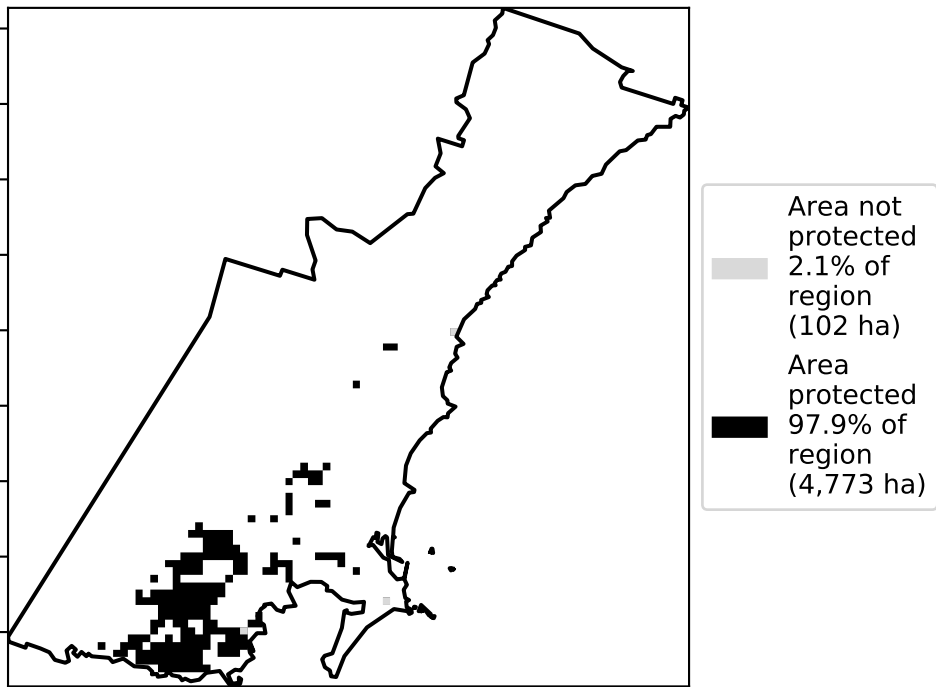 Area not
protected
2.1% of
region
(102 ha)
Area
protected
97.9% of
region
(4,773 ha)